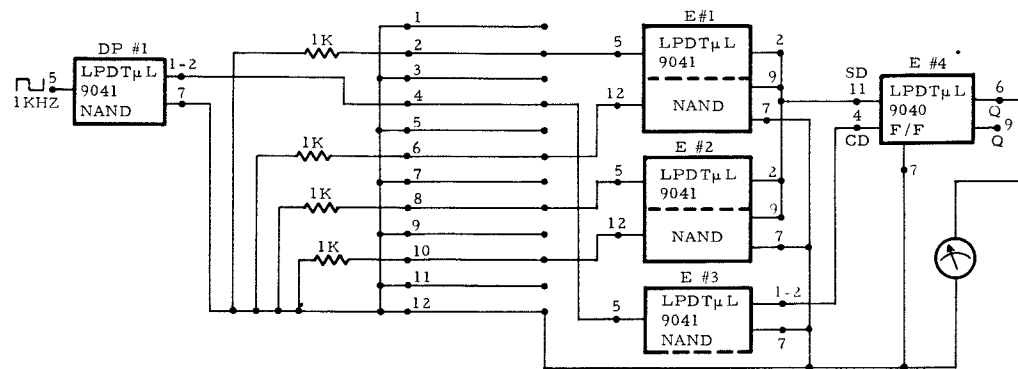 DP #1
5
1KHZ
LPDTμL
9041
NAND
1-2
7
1K
1K
1K
1K
1
2
3
4
5
6
7
8
9
10
11
12
E#1
5
12
LPDTμL
9041
NAND
2
9
7
E #2
5
12
LPDTμL
9041
NAND
2
9
7
E #3
5
LPDTμL
9041
NAND
1-2
7
E #4
SD
11
4
CD
LPDTμL
9040
F/F
6
Q
9
Q
7